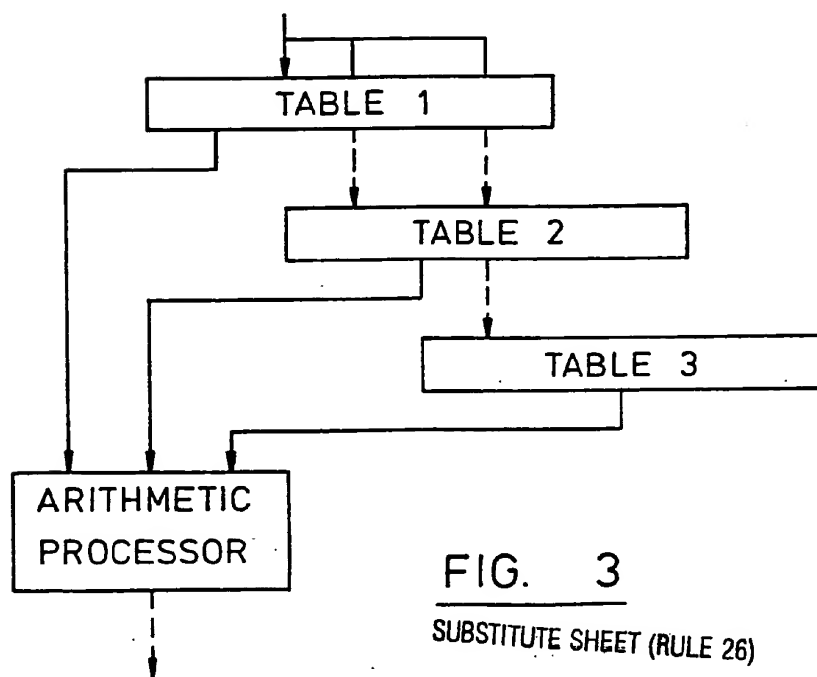 TABLE 1
TABLE 2
TABLE 3
ARITHMETIC
PROCESSOR
FIG. 3
SUBSTITUTE SHEET (RULE 26)